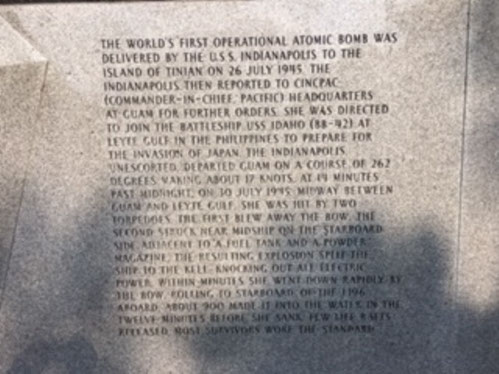 THE WORLD'S FIRST OPERATIONAL ATOMIC BOMB WAS
DELIVERED BY THE U.S.S. INDIANAPOLIS TO THE
ISLAND OF TINIAN ON 26 JULY 1945. THE
INDIANAPOLIS THEN REPORTED TO CINCPAC
(COMMANDER-IN-CHIEF, PACIFIC) HEADQUARTERS
AT GUAM FOR FURTHER ORDERS. SHE WAS DIRECTED
TO JOIN THE BATTLESHIP USS IDAHO (BB-42) AT
LEYTE GULF IN THE PHILIPPINES TO PREPARE FOR
THE INVASION OF JAPAN. THE INDIANAPOLIS,
UNESCORTED, DEPARTED GUAM ON A COURSE OF 262
DEGREES MAKING ABOUT 17 KNOTS. AT 14 MINUTES
PAST MIDNIGHT, ON 30 JULY 1945, MIDWAY BETWEEN
GUAM AND LEYTE GULF, SHE WAS HIT BY TWO
TORPEDOES. THE FIRST BLEW AWAY THE BOW, THE
SECOND STRUCK NEAR MIDSHIP ON THE STARBOARD
SIDE ADJACENT TO A FUEL TANK AND A POWDER
MAGAZINE. THE RESULTING EXPLOSION SPLIT THE
SHIP TO THE KEEL, KNOCKING OUT ALL ELECTRIC
POWER. WITHIN MINUTES SHE WENT DOWN RAPIDLY BY
THE BOW, ROLLING TO STARBOARD. OF THE 1196
ABOARD, ABOUT 900 MADE IT INTO THE WATER IN THE
TWELVE MINUTES BEFORE SHE SANK. FEW LIFE RAFTS
RELEASED. MOST SURVIVORS WORE THE STANDARD